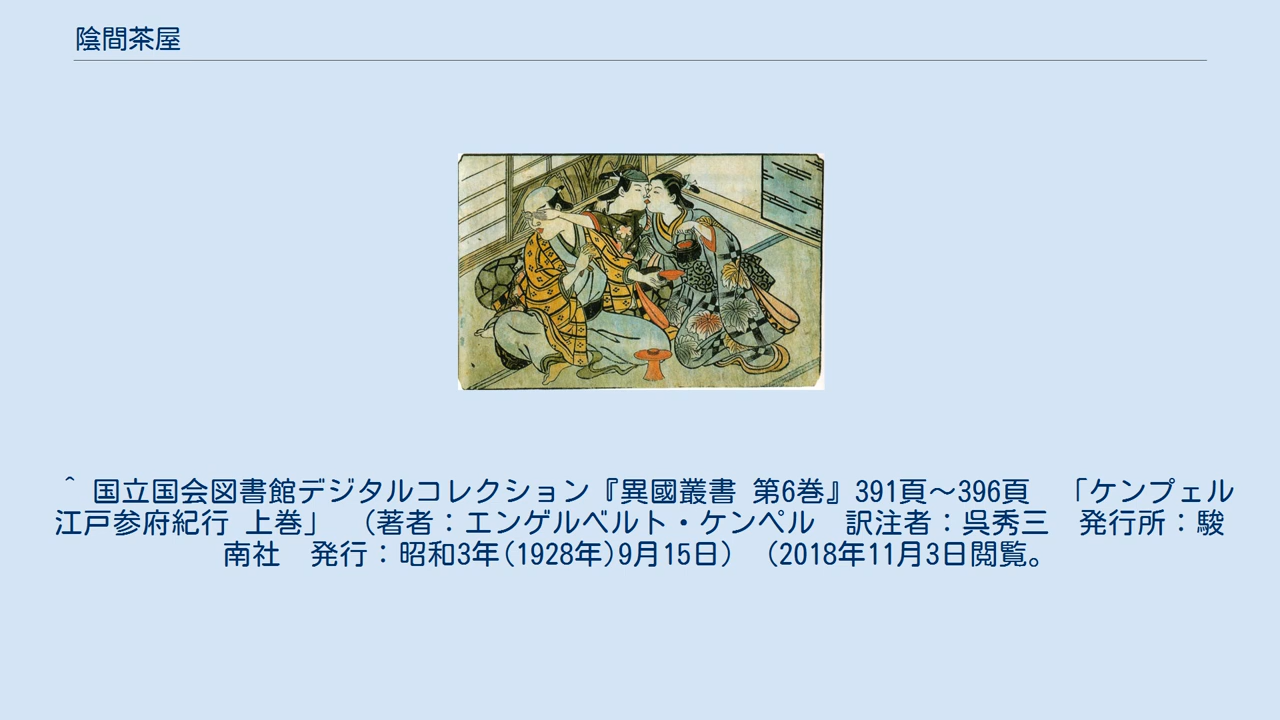 陰間茶屋
^ 国立国会図書館デジタルコレクション『異國叢書 第6巻』391頁～396頁　「ケンプェル
江戸参府紀行 上巻」　（著者：エンゲルベルト・ケンペル　訳注者：呉秀三　発行所：駿
南社　発行：昭和3年(1928年)9月15日）　（2018年11月3日閲覧。